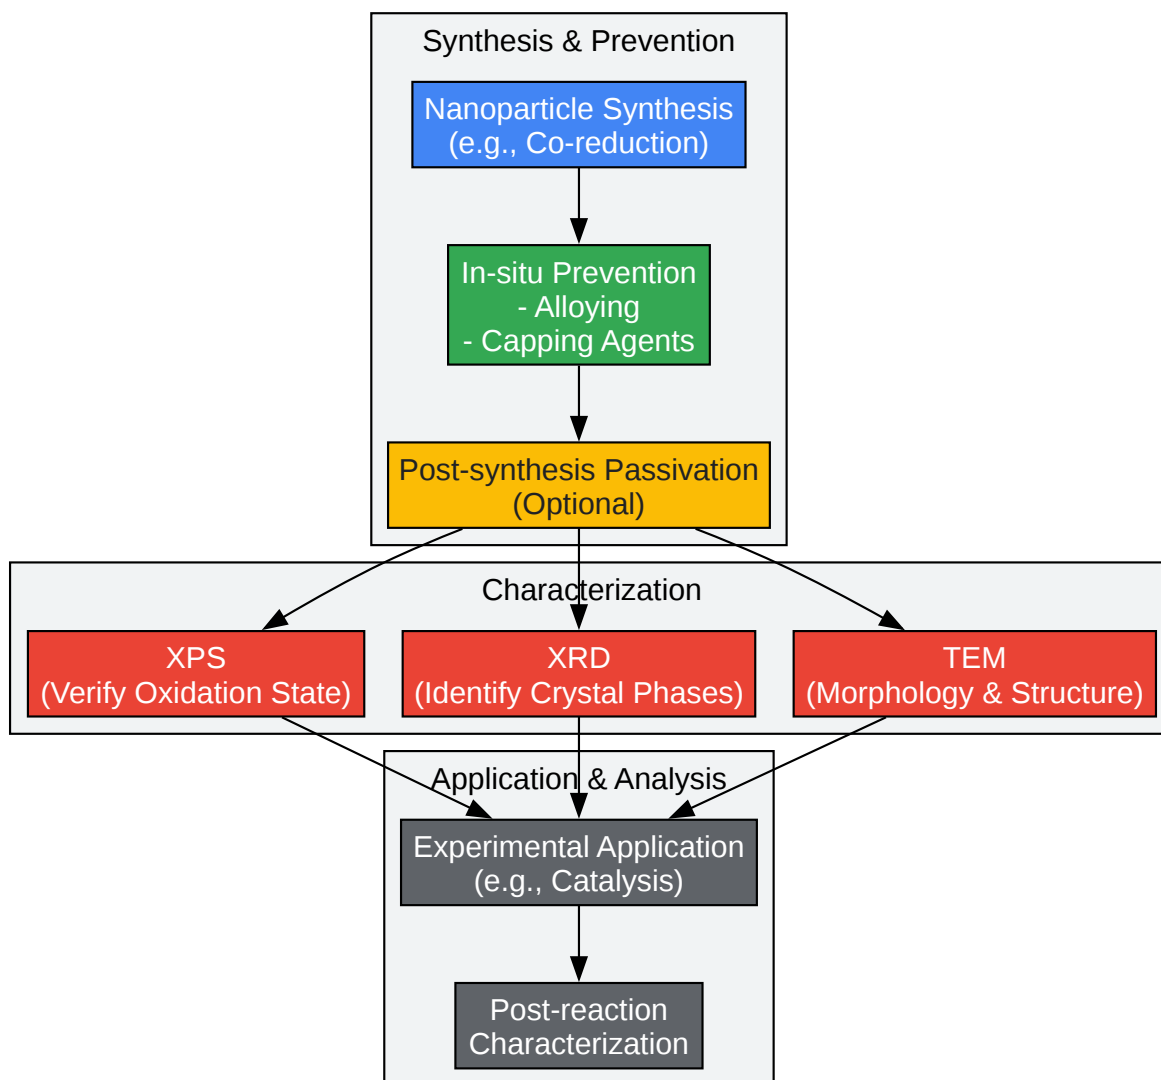 Synthesis & Prevention
Nanoparticle Synthesis
(e.g., Co-reduction)
In-situ Prevention
- Alloying
- Capping Agents
Post-synthesis Passivation
(Optional)
Characterization
XPS
(Verify Oxidation State)
XRD
(Identify Crystal Phases)
TEM
(Morphology & Structure)
Application & Analysis
Experimental Application
(e.g., Catalysis)
Post-reaction
Characterization